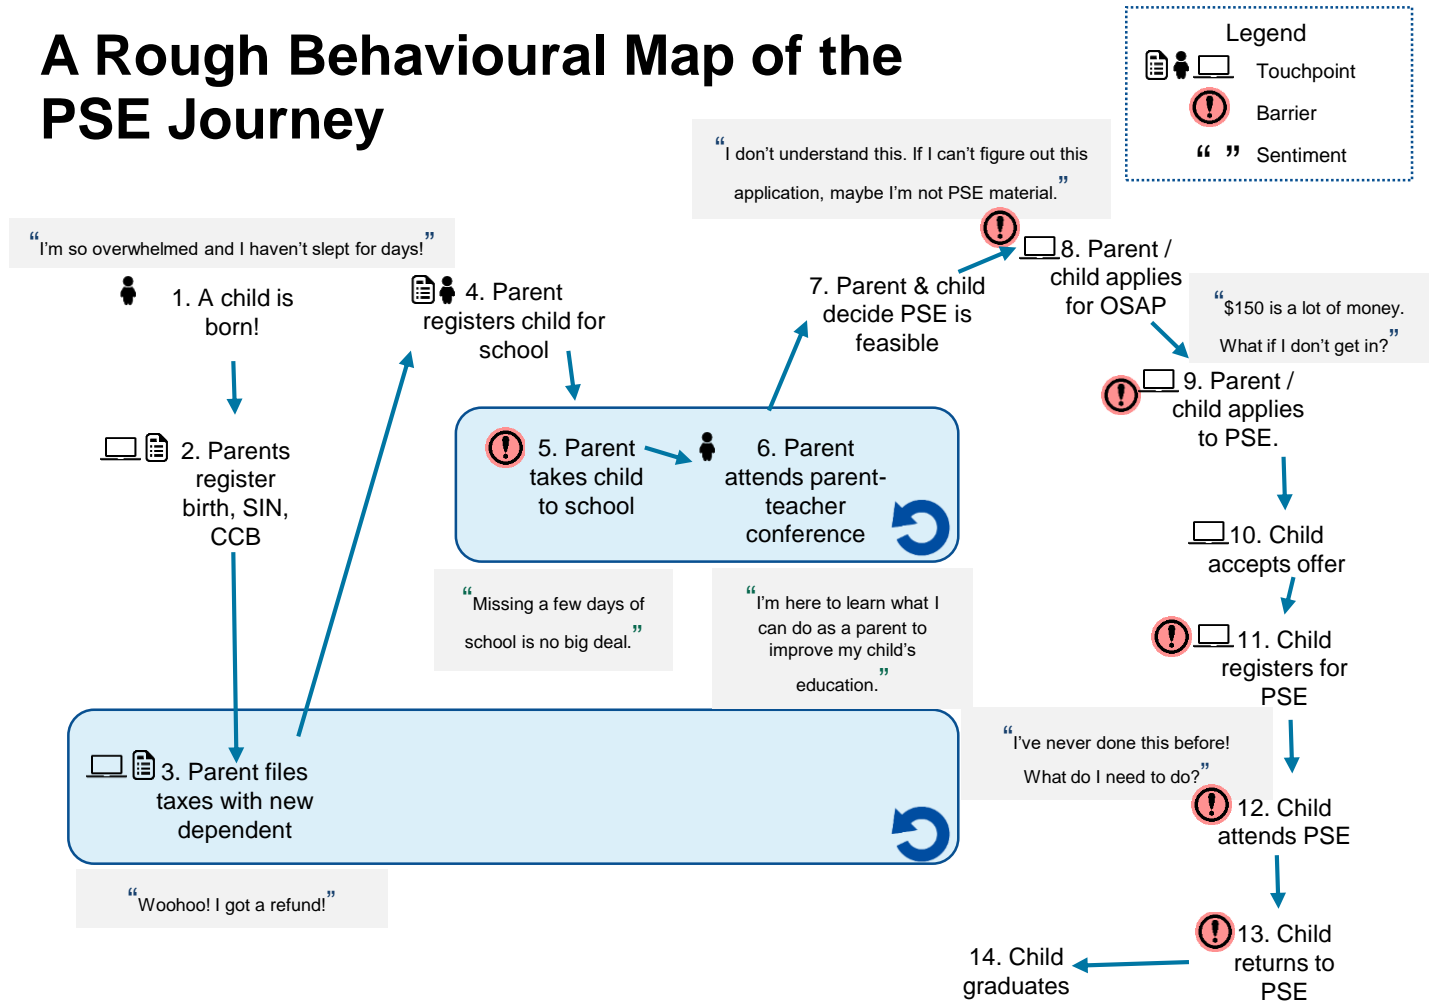 A Rough Behavioural Map of the
PSE Journey
Legend
Touchpoint
Barrier
“ ” Sentiment
“I’m so overwhelmed and I haven’t slept for days!”
1. A child is
born!
2. Parents
register
birth, SIN,
CCB
3. Parent files
taxes with new
dependent
“Woohoo! I got a refund!”
4. Parent
registers child for
school
5. Parent
takes child
to school
“Missing a few days of
school is no big deal.”
6. Parent
attends parent-
teacher
conference
“I’m here to learn what I
can do as a parent to
improve my child’s
education.”
7. Parent & child
decide PSE is
feasible
“I don’t understand this. If I can’t figure out this
application, maybe I’m not PSE material.”
8. Parent /
child applies
for OSAP
“$150 is a lot of money.
What if I don’t get in?”
9. Parent /
child applies
to PSE.
10. Child
accepts offer
11. Child
registers for
PSE
“I’ve never done this before!
What do I need to do?”
12. Child
attends PSE
13. Child
returns to
PSE
14. Child
graduates